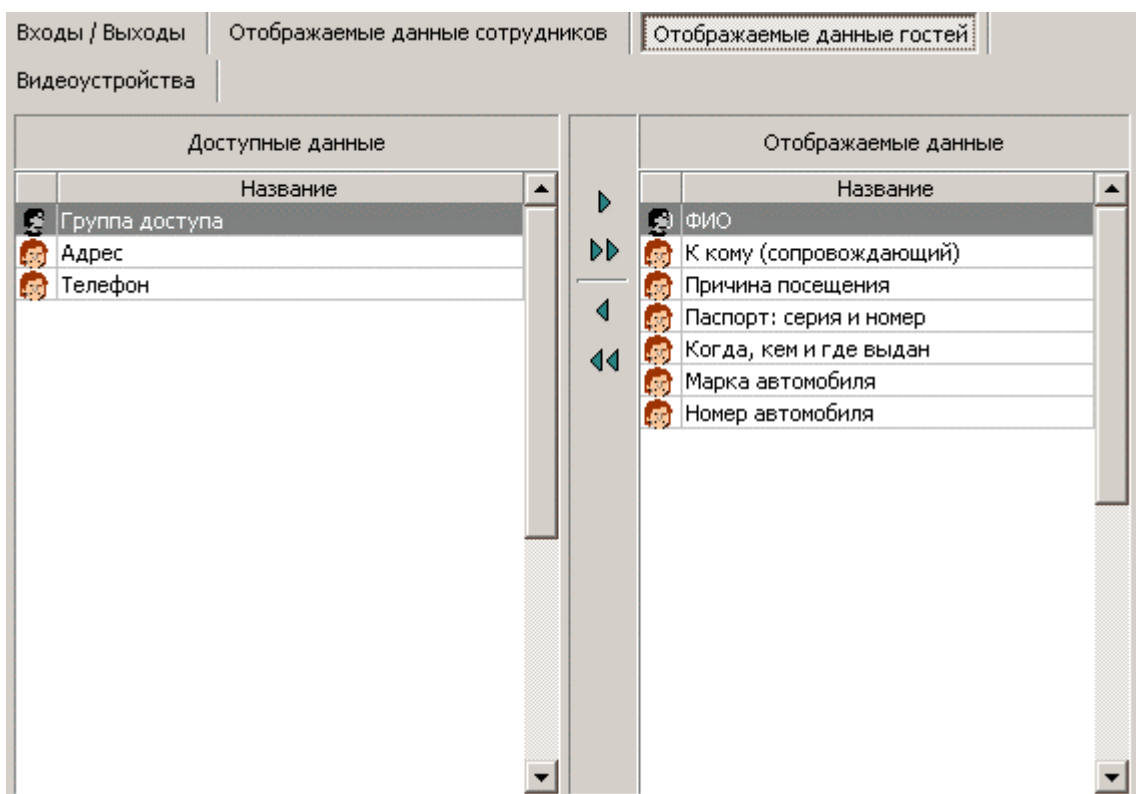 Входы / Выходы
Отображаемые данные сотрудников
Отображаемые данные гостей
Видеоустройства
Доступные данные
Название
Группа доступа
Адрес
Телефон
Отображаемые данные
Название
ФИО
К кому (сопровождающий)
Причина посещения
Паспорт: серия и номер
Когда, кем и где выдан
Марка автомобиля
Номер автомобиля